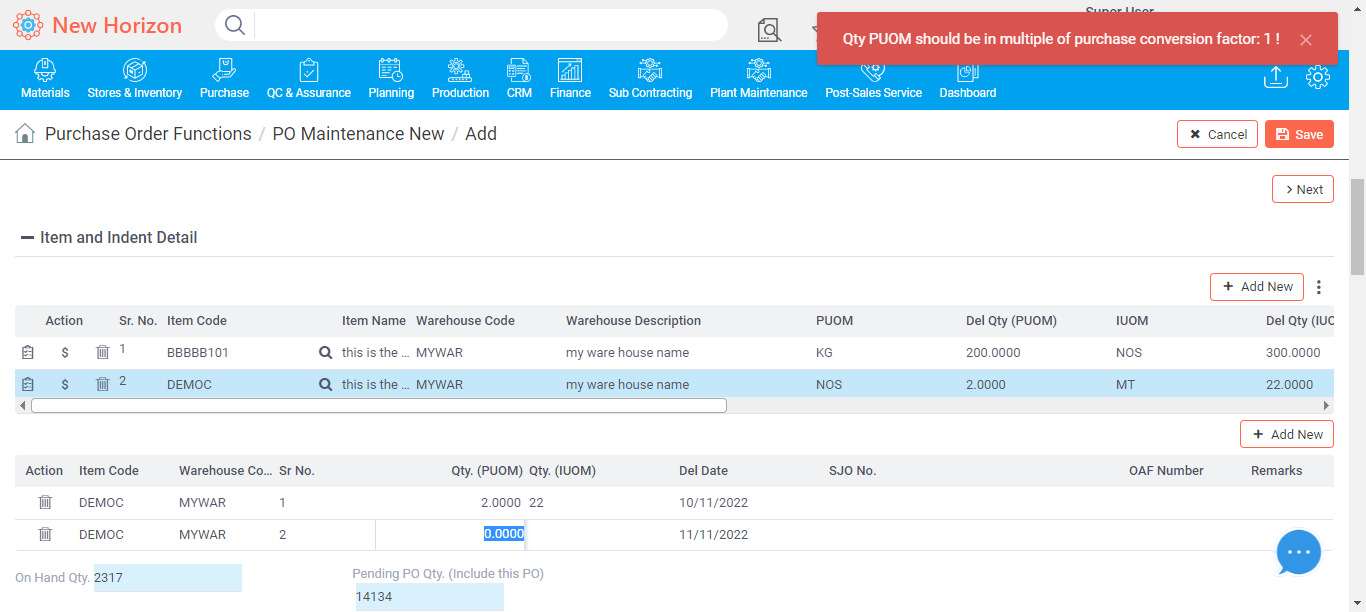 New Horizon
Super User
Qty PUOM should be in multiple of purchase conversion factor: 1 !
Materials Stores & Inventory Purchase QC & Assurance Planning Production CRM Finance Sub Contracting Plant Maintenance Post-Sales Service Dashboard
Purchase Order Functions / PO Maintenance New / Add
Cancel Save
Next
Item and Indent Detail
+ Add New
Action Sr. No. Item Code Item Name Warehouse Code Warehouse Description PUOM Del Qty (PUOM) IUOM Del Qty (IUO
$ 1 BBBBB101 this is the ... MYWAR my ware house name KG 200.0000 NOS 300.0000
$ 2 DEMOC this is the ... MYWAR my ware house name NOS 2.0000 MT 22.0000
+ Add New
Action Item Code Warehouse Co... Sr No. Qty. (PUOM) Qty. (IUOM) Del Date SJO No. OAF Number Remarks
DEMOC MYWAR 1 2.0000 22 10/11/2022
DEMOC MYWAR 2 0.0000 11/11/2022
On Hand Qty. 2317 Pending PO Qty. (Include this PO)
14134